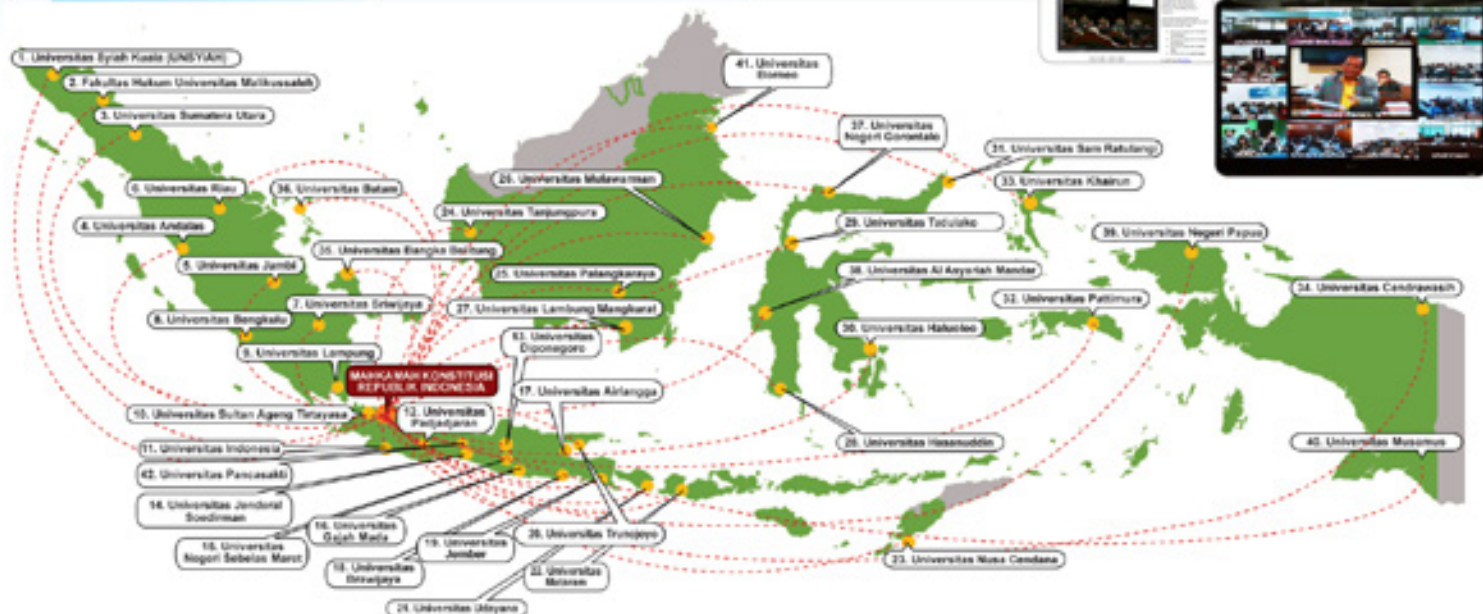 1. Universitas Syiah Kuala (UNSYIAH)
2. Fakultas Hukum Universitas Malikussaleh
3. Universitas Sumatera Utara
6. Universitas Riau
36. Universitas Batam
4. Universitas Andalas
35. Universitas Bangka Belitung
5. Universitas Jambi
7. Universitas Sriwijaya
8. Universitas Bengkulu
9. Universitas Lampung
MAHKAMAH KONSTITUSI
REPUBLIK INDONESIA
10. Universitas Sultan Ageng Tirtayasa
12. Universitas
Padjadjaran
11. Universitas Indonesia
42. Universitas Pancasakti
14. Universitas Jenderal
Soedirman
15. Universitas
Negeri Sebelas Maret
16. Universitas
Gajah Mada
18. Universitas
Brawijaya
19. Universitas
Jember
21. Universitas Udayana
22. Universitas
Mataram
20. Universitas Trunojoyo
17. Universitas Airlangga
Universitas
Diponegoro
41. Universitas
Borneo
26. Universitas Mulawarman
24. Universitas Tanjungpura
25. Universitas Palangkaraya
27. Universitas Lambung Mangkurat
37. Universitas
Negeri Gorontalo
31. Universitas Sam Ratulangi
33. Universitas Khairun
29. Universitas Tadulako
38. Universitas Al Asyariah Mandar
30. Universitas Haluoleo
28. Universitas Hasanuddin
32. Universitas Pattimura
39. Universitas Negeri Papua
34. Universitas Cendrawasih
40. Universitas Musamus
23. Universitas Nusa Cendana